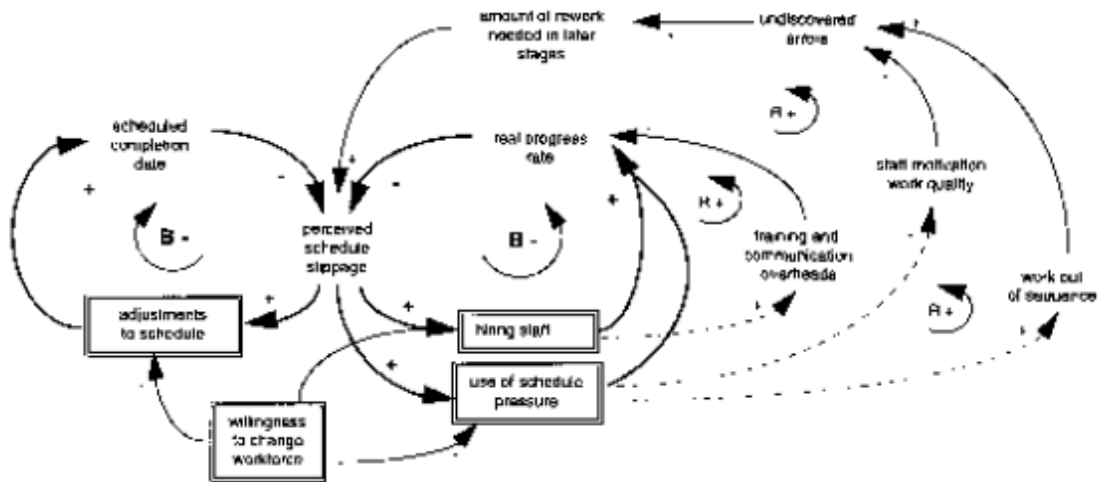 amount of rework
needed in later
stages
undiscovered
errors
scheduled
completion
date
real progress
rate
R +
staff motivation
work quality
R +
B -
perceived
schedule
slippage
B -
training and
communication
overheads
work out
of sequence
R +
adjustments
to schedule
hiring staff
use of schedule
pressure
willingness
to change
workforce